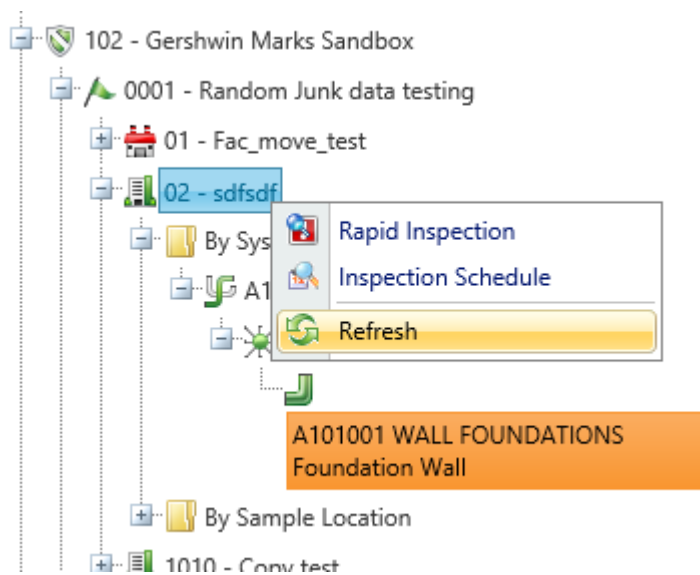 102 - Gershwin Marks Sandbox
0001 - Random Junk data testing
01 - Fac_move_test
02 - sdfsdf
Rapid Inspection
By Sys
Inspection Schedule
A1
Refresh
A101001 WALL FOUNDATIONS
Foundation Wall
By Sample Location
1010 - Copy test